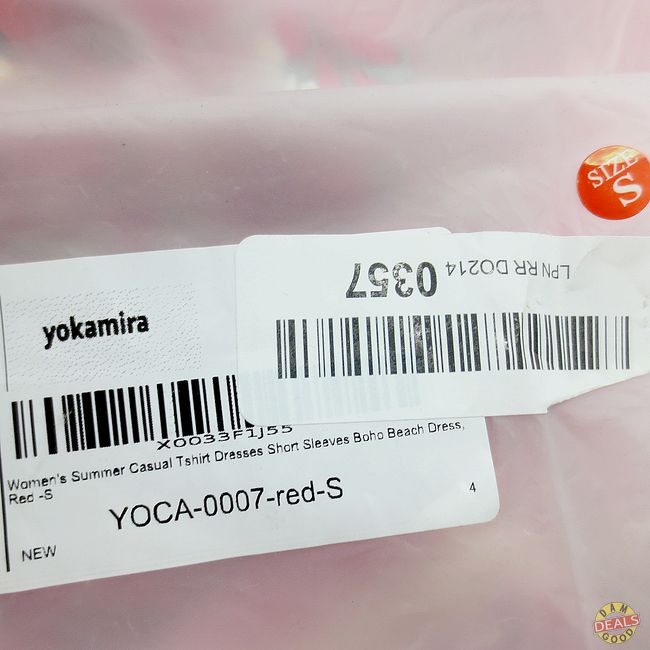 SIZE
S
LPN RR DO214 0357
yokamira
X0033F1J55
Women's Summer Casual Tshirt Dresses Short Sleeves Boho Beach Dress,
Red -S
YOCA-0007-red-S
4
NEW
DAM
DEALS
GOOD